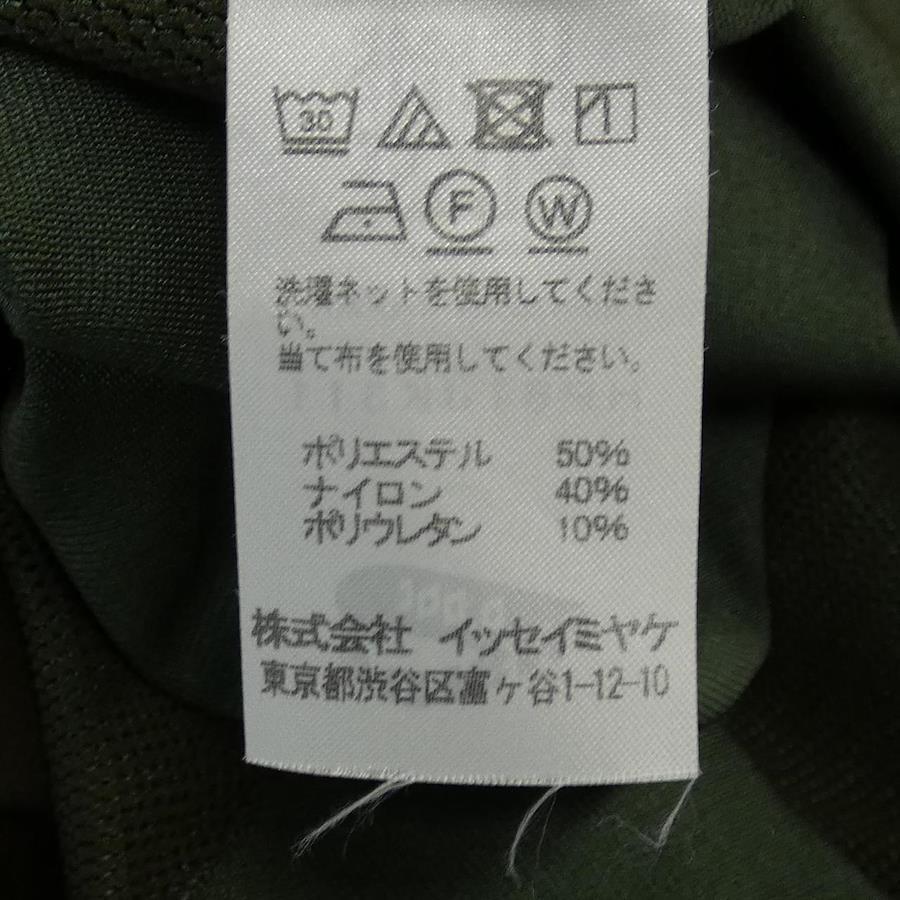 30
F W
洗濯ネットを使用してくださ
い。
当て布を使用してください。
ポリエステル 50%
ナイロン 40%
ポリウレタン 10%
株式会社 イッセイミヤケ
東京都渋谷区富ヶ谷1-12-10